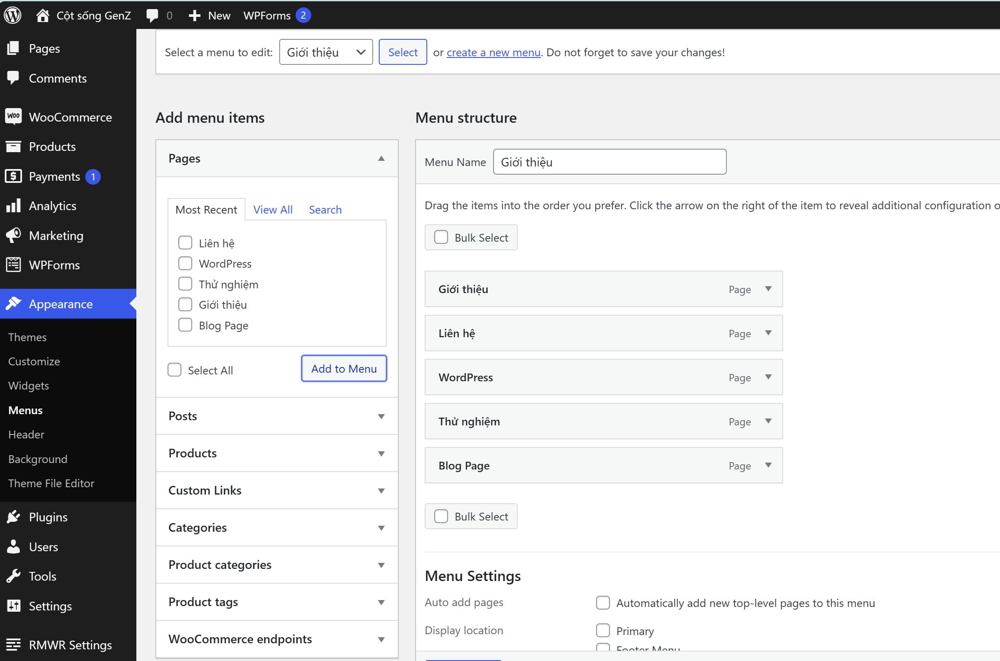 Cột sống GenZ 0 New WPForms 2
Pages
Comments
WooCommerce
Products
Payments 1
Analytics
Marketing
WPForms
Appearance
Themes
Customize
Widgets
Menus
Header
Background
Theme File Editor
Plugins
Users
Tools
Settings
RMWR Settings
Select a menu to edit: Giới thiệu Select or create a new menu. Do not forget to save your changes!
Add menu items
Pages
Most Recent View All Search
Liên hệ
WordPress
Thử nghiệm
Giới thiệu
Blog Page
Select All Add to Menu
Posts
Products
Custom Links
Categories
Product categories
Product tags
WooCommerce endpoints
Menu structure
Menu Name Giới thiệu
Drag the items into the order you prefer. Click the arrow on the right of the item to reveal additional configuration
Bulk Select
Giới thiệu Page
Liên hệ Page
WordPress Page
Thử nghiệm Page
Blog Page Page
Bulk Select
Menu Settings
Auto add pages Automatically add new top-level pages to this menu
Display location Primary
Footer Menu